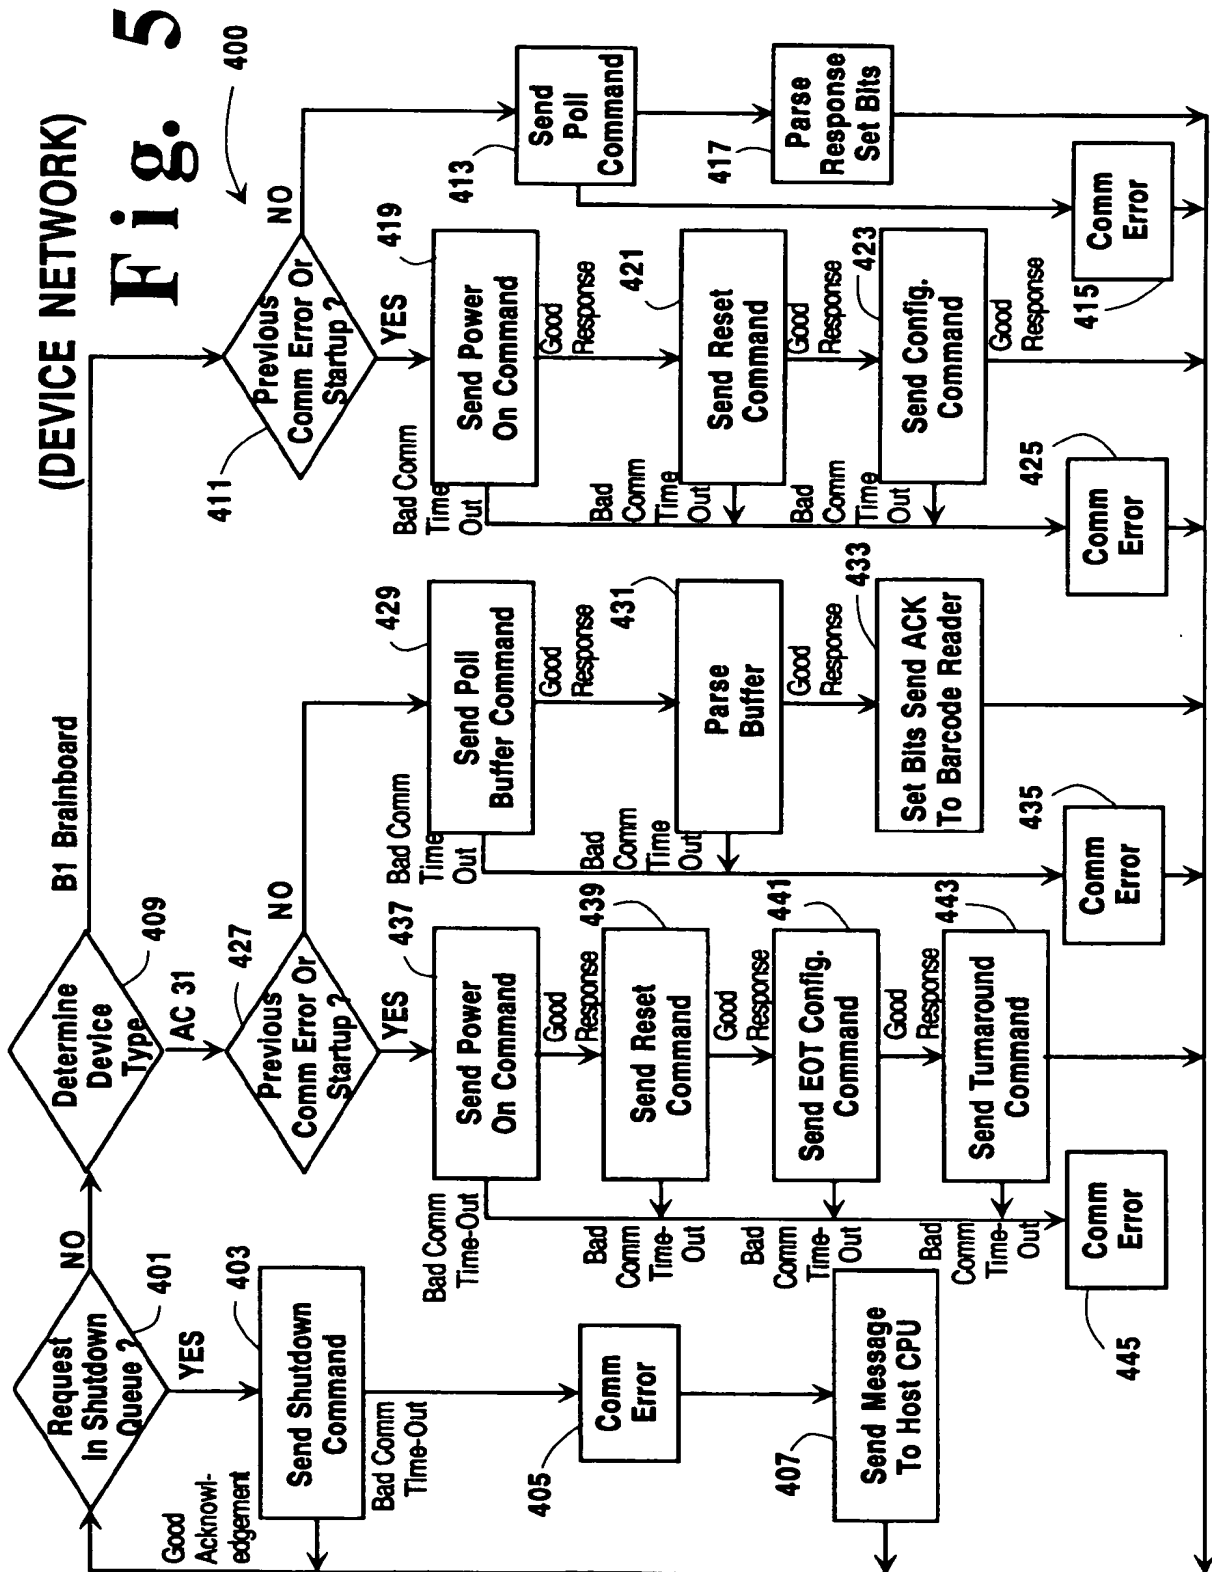 (DEVICE NETWORK)
Fig. 5
400
Request
In Shutdown
Queue ?
401
NO
YES
403
Send Shutdown
Command
Good
Acknowl-
edgement
Bad Comm
Time-Out
405
Comm
Error
407
Send Message
To Host CPU
Determine
Device
Type
409
B1 Brainboard
AC 31
427
Previous
Comm Error Or
Startup ?
NO
YES
437
Send Power
On Command
Bad Comm
Time-Out
Good
Response
439
Send Reset
Command
Bad
Comm
Time-
Out
Good
Response
441
Send EOT Config.
Command
Bad
Comm
Time-
Out
Good
Response
443
Send Turnaround
Command
Bad
Comm
Time-
Out
Comm
Error
445
429
Send Poll
Buffer Command
Bad Comm
Time
Out
Good
Response
431
Parse
Buffer
Bad
Comm
Time
Out
Good
Response
433
Set Bits Send ACK
To Barcode Reader
435
Comm
Error
411
Previous
Comm Error Or
Startup ?
NO
YES
419
Send Power
On Command
Bad Comm
Time
Out
Good
Response
421
Send Reset
Command
Bad
Comm
Time
Out
Good
Response
423
Send Config.
Command
Bad
Comm
Time
Out
Good
Response
425
Comm
Error
413
Send
Poll
Command
417
Parse
Response
Set Bits
415
Comm
Error